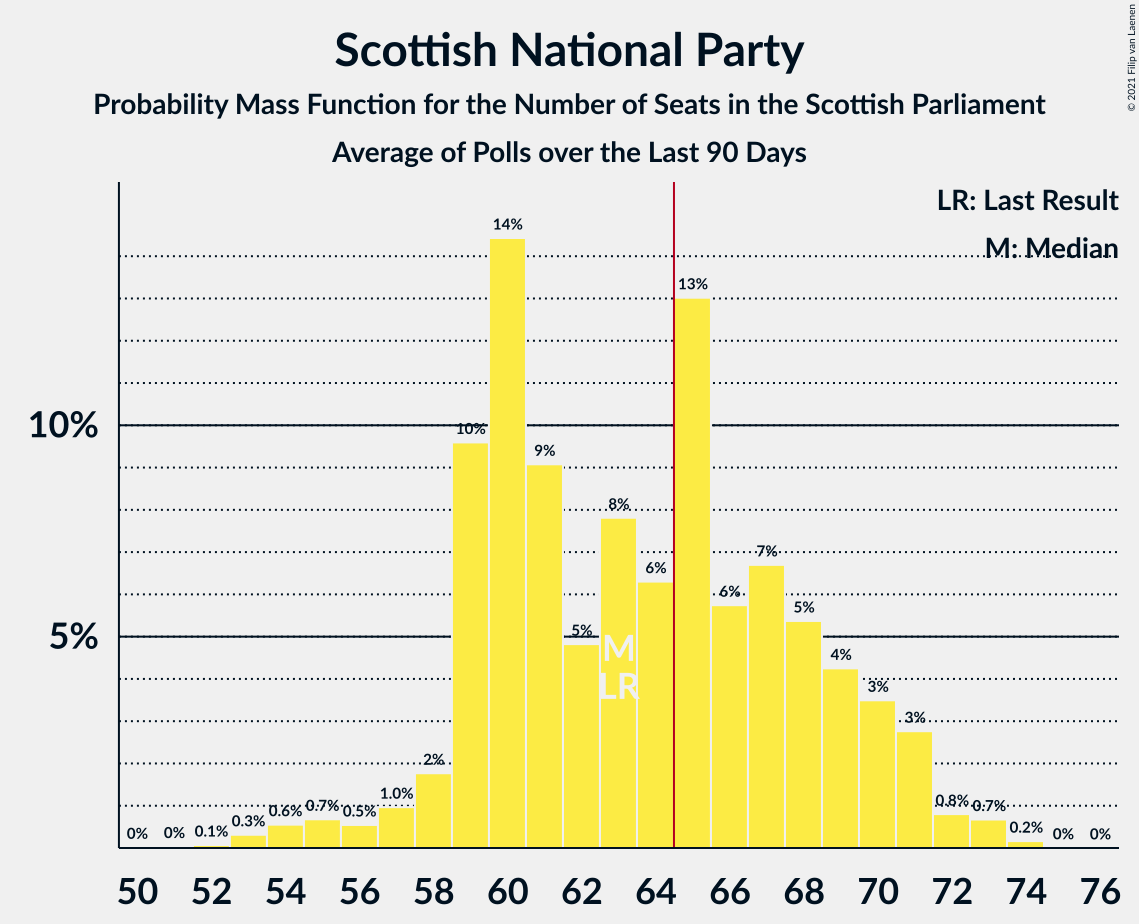 Scottish National Party
Probability Mass Function for the Number of Seats in the Scottish Parliament
Average of Polls over the Last 90 Days
© 2021 Filip van Laenen
LR: Last Result
M: Median
10%
5%
0% 0% 0.1% 0.3% 0.6% 0.7% 0.5% 1.0% 2% 10% 14% 9% 5% 8% 6% 13% 6% 7% 5% 4% 3% 3% 0.8% 0.7% 0.2% 0% 0%
M
LR
50 52 54 56 58 60 62 64 66 68 70 72 74 76